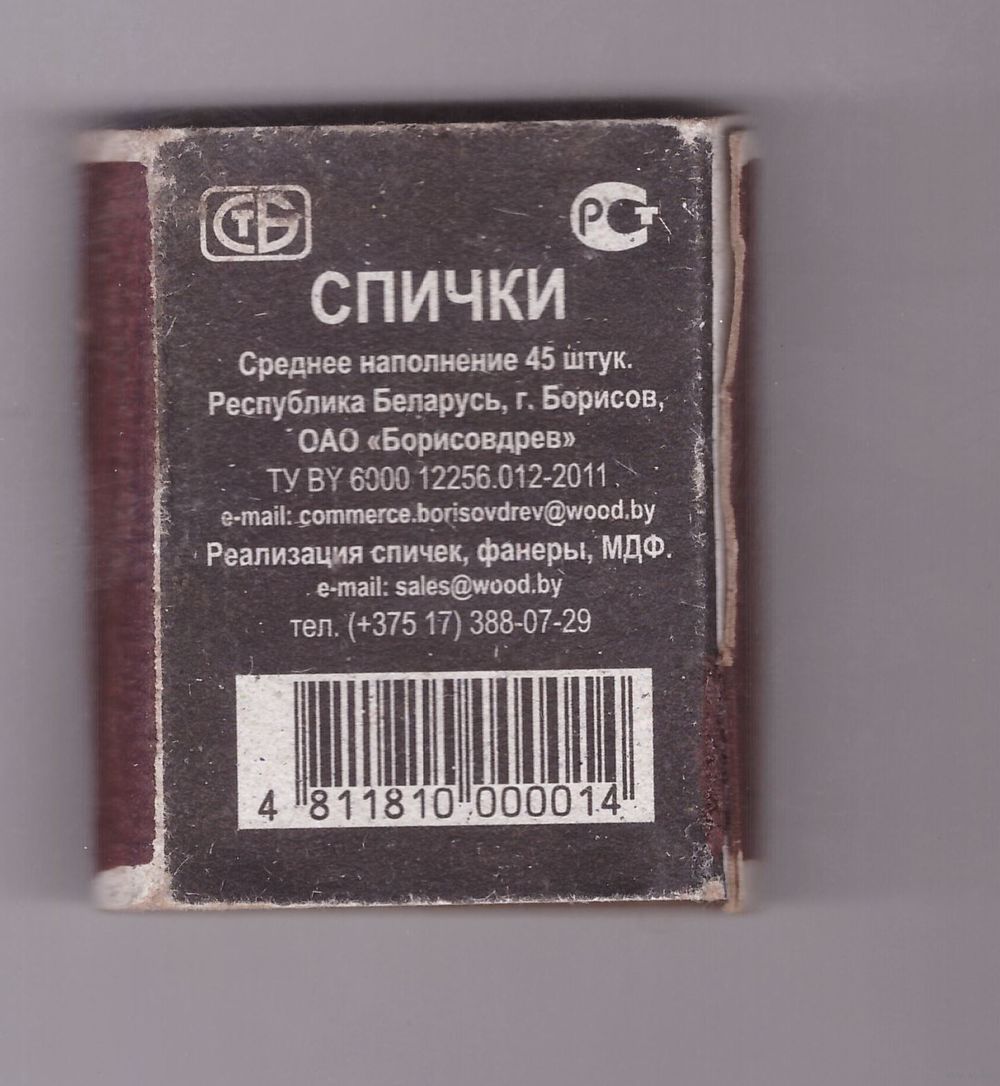 СТБ
РСТ
СПИЧКИ
Среднее наполнение 45 штук.
Республика Беларусь, г. Борисов,
ОАО «Борисовдрев»
ТУ BY 6000 12256.012-2011
e-mail: commerce.borisovdrev@wood.by
Реализация спичек, фанеры, МДФ.
e-mail: sales@wood.by
тел. (+375 17) 388-07-29
4 811810 000014